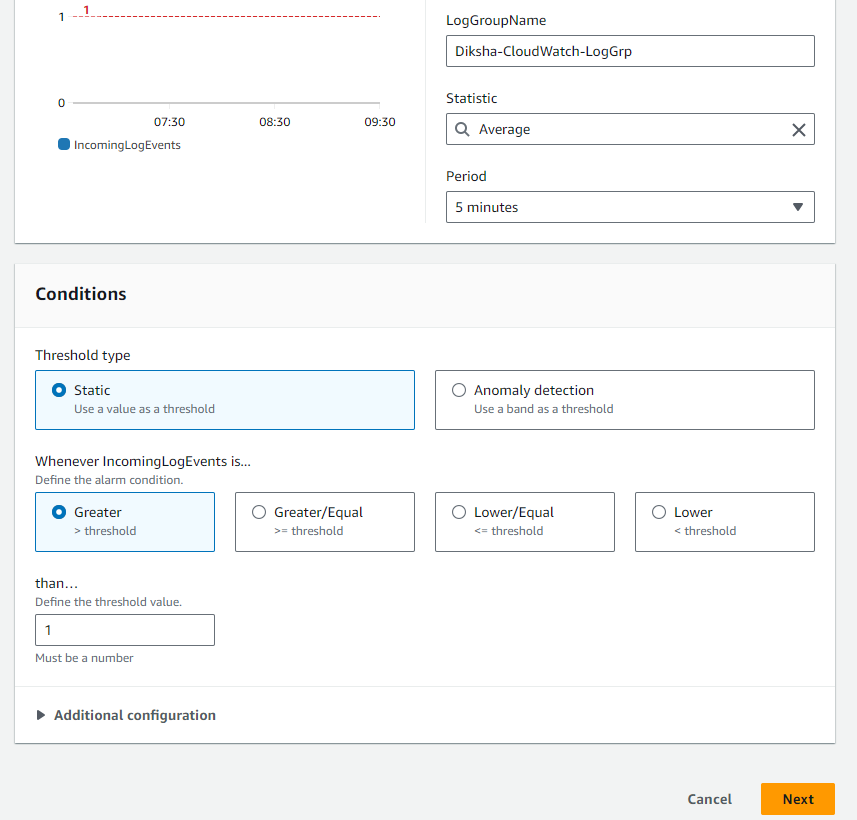 1
1
0
07:30 08:30 09:30
IncomingLogEvents
LogGroupName
Diksha-CloudWatch-LogGrp
Statistic
Average
Period
5 minutes
Conditions
Threshold type
Static
Use a value as a threshold
Anomaly detection
Use a band as a threshold
Whenever IncomingLogEvents is...
Define the alarm condition.
Greater
> threshold
Greater/Equal
>= threshold
Lower/Equal
<= threshold
Lower
< threshold
than...
Define the threshold value.
1
Must be a number
Additional configuration
Cancel Next